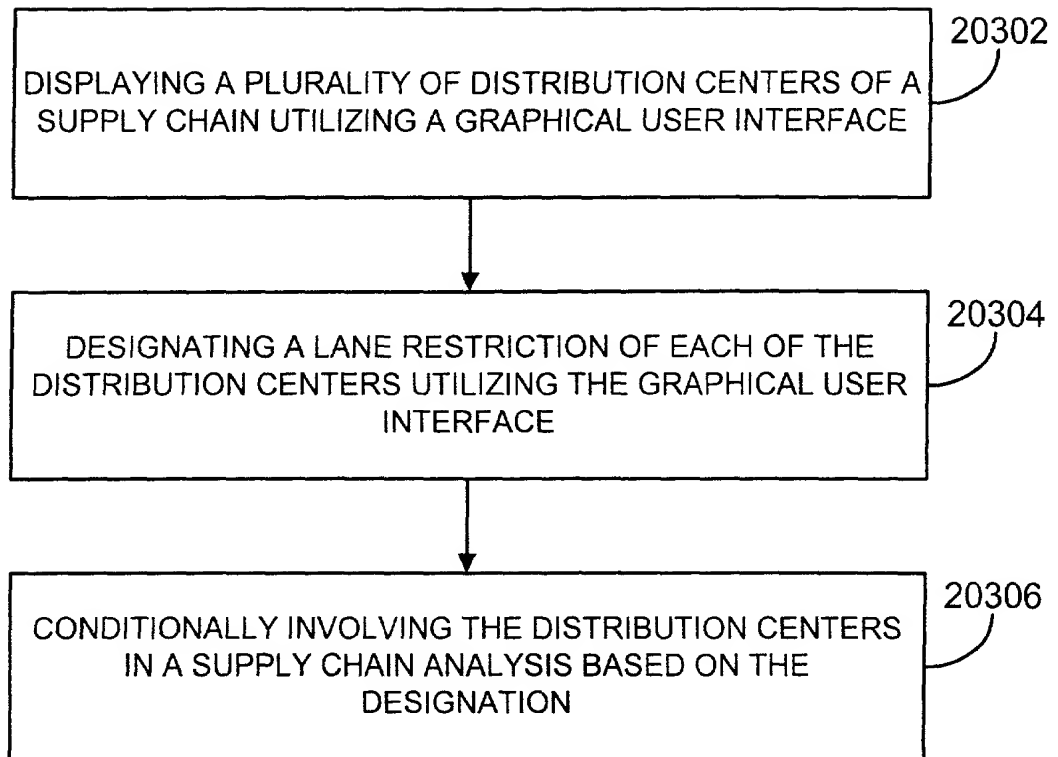 20302
DISPLAYING A PLURALITY OF DISTRIBUTION CENTERS OF A
SUPPLY CHAIN UTILIZING A GRAPHICAL USER INTERFACE
20304
DESIGNATING A LANE RESTRICTION OF EACH OF THE
DISTRIBUTION CENTERS UTILIZING THE GRAPHICAL USER
INTERFACE
20306
CONDITIONALLY INVOLVING THE DISTRIBUTION CENTERS
IN A SUPPLY CHAIN ANALYSIS BASED ON THE
DESIGNATION